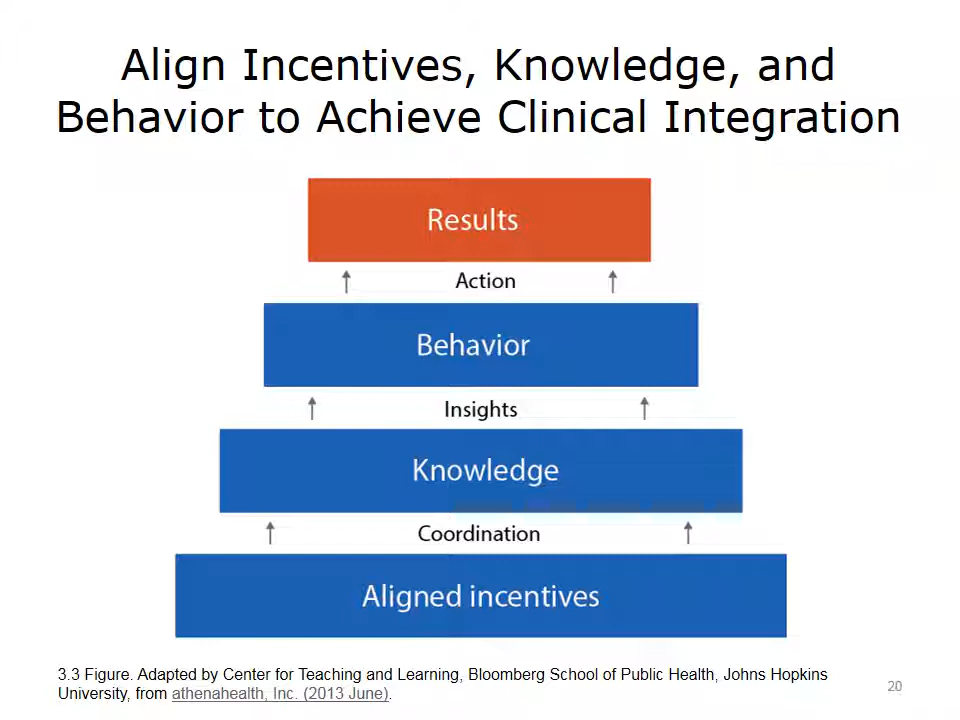 Align Incentives, Knowledge, and
Behavior to Achieve Clinical Integration
Results
Action
Behavior
Insights
Knowledge
Coordination
Aligned incentives
3.3 Figure. Adapted by Center for Teaching and Learning, Bloomberg School of Public Health, Johns Hopkins
University, from athenahealth, Inc. (2013 June).
20